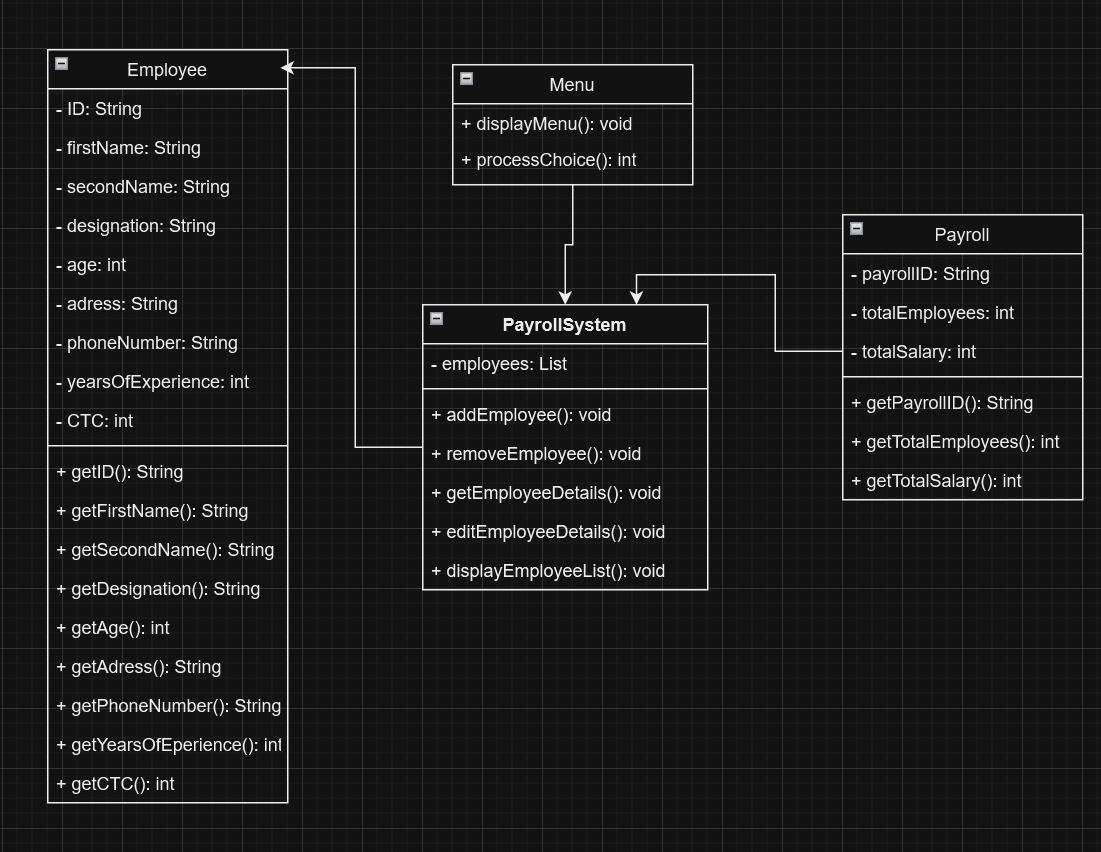 Employee
- ID: String
- firstName: String
- secondName: String
- designation: String
- age: int
- adress: String
- phoneNumber: String
- yearsOfExperience: int
- CTC: int
+ getID(): String
+ getFirstName(): String
+ getSecondName(): String
+ getDesignation(): String
+ getAge(): int
+ getAdress(): String
+ getPhoneNumber(): String
+ getYearsOfEperience(): int
+ getCTC(): int
Menu
+ displayMenu(): void
+ processChoice(): int
PayrollSystem
- employees: List
+ addEmployee(): void
+ removeEmployee(): void
+ getEmployeeDetails(): void
+ editEmployeeDetails(): void
+ displayEmployeeList(): void
Payroll
- payrollID: String
- totalEmployees: int
- totalSalary: int
+ getPayrollID(): String
+ getTotalEmployees(): int
+ getTotalSalary(): int